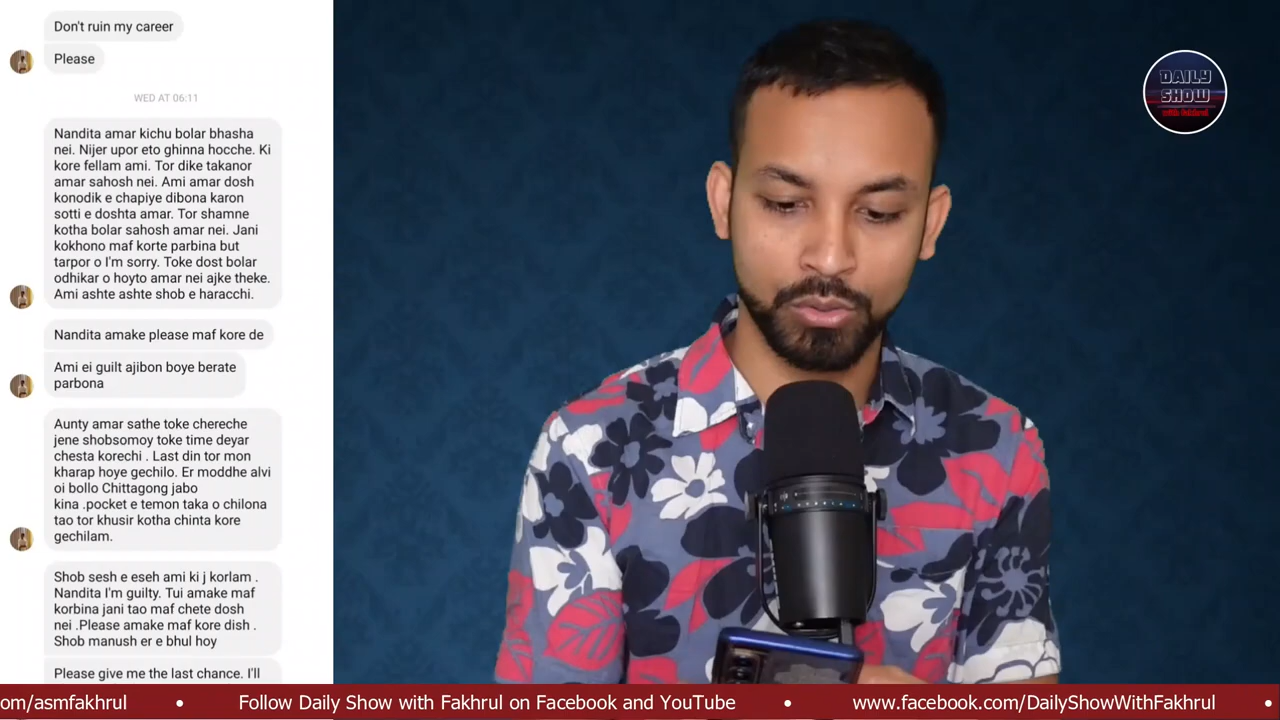 Don't ruin my career
Please
WED AT 06:11
Nandita amar kichu bolar bhasha
nei. Nijer upor eto ghinna hocche. Ki
kore fellam ami. Tor dike takanor
amar sahosh nei. Ami amar dosh
konodik e chapiye dibona karon
sotti e doshta amar. Tor shamne
kotha bolar sahosh amar nei. Jani
kokhono maf korte parbina but
tarpor o I'm sorry. Toke dost bolar
odhikar o hoyto amar nei ajke theke.
Ami ashte ashte shob e haracchi.
Nandita amake please maf kore de
Ami ei guilt ajibon boye berate
parbona
Aunty amar sathe toke chereche
jene shobsomoy toke time deyar
chesta korechi . Last din tor mon
kharap hoye gechilo. Er moddhe alvi
oi bollo Chittagong jabo
kina .pocket e temon taka o chilona
tao tor khusir kotha chinta kore
gechilam.
Shob sesh e eseh ami ki j korlam .
Nandita I'm guilty. Tui amake maf
korbina jani tao maf chete dosh
nei .Please amake maf kore dish .
Shob manush er e bhul hoy
Please give me the last chance. I'll
DAILY
SHOW
with fakhrul
om/asmfakhrul • Follow Daily Show with Fakhrul on Facebook and YouTube • www.facebook.com/DailyShowWithFakhrul •